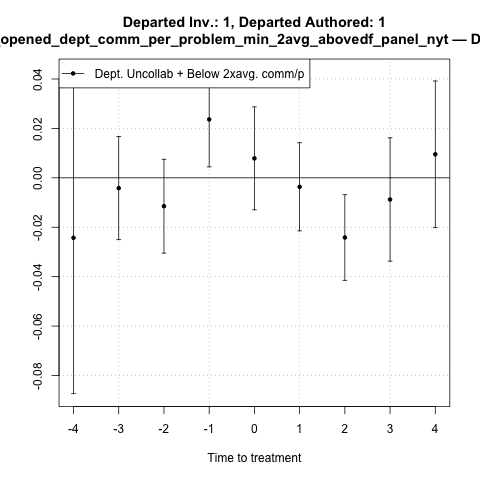 Departed Inv.: 1, Departed Authored: 1
opened_dept_comm_per_problem_min_2avg_abovedf_panel_nyt — D
Dept. Uncollab + Below 2xavg. comm/p
0.04
0.02
0.00
-0.02
-0.04
-0.06
-0.08
-4 -3 -2 -1 0 1 2 3 4
Time to treatment